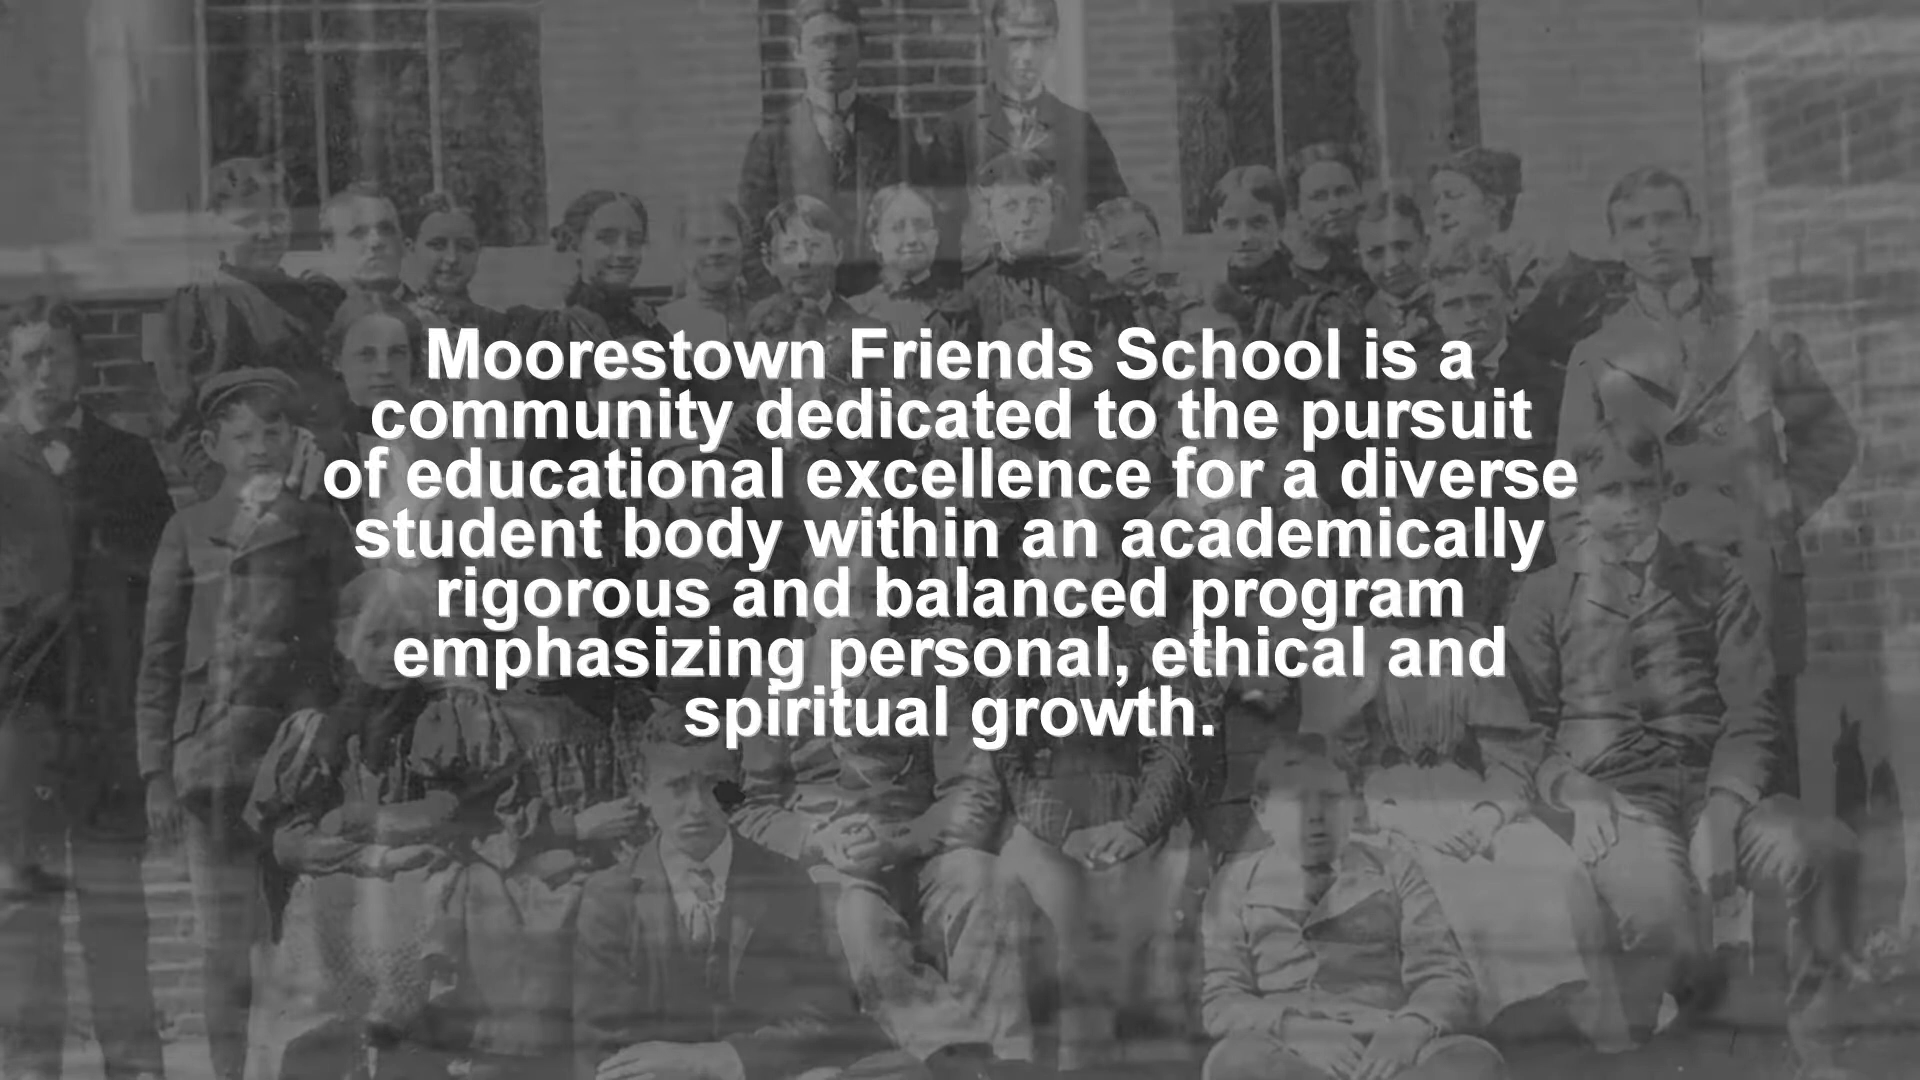 Moorestown Friends School is a
community dedicated to the pursuit
of educational excellence for a diverse
student body within an academically
rigorous and balanced program
emphasizing personal, ethical and
spiritual growth.